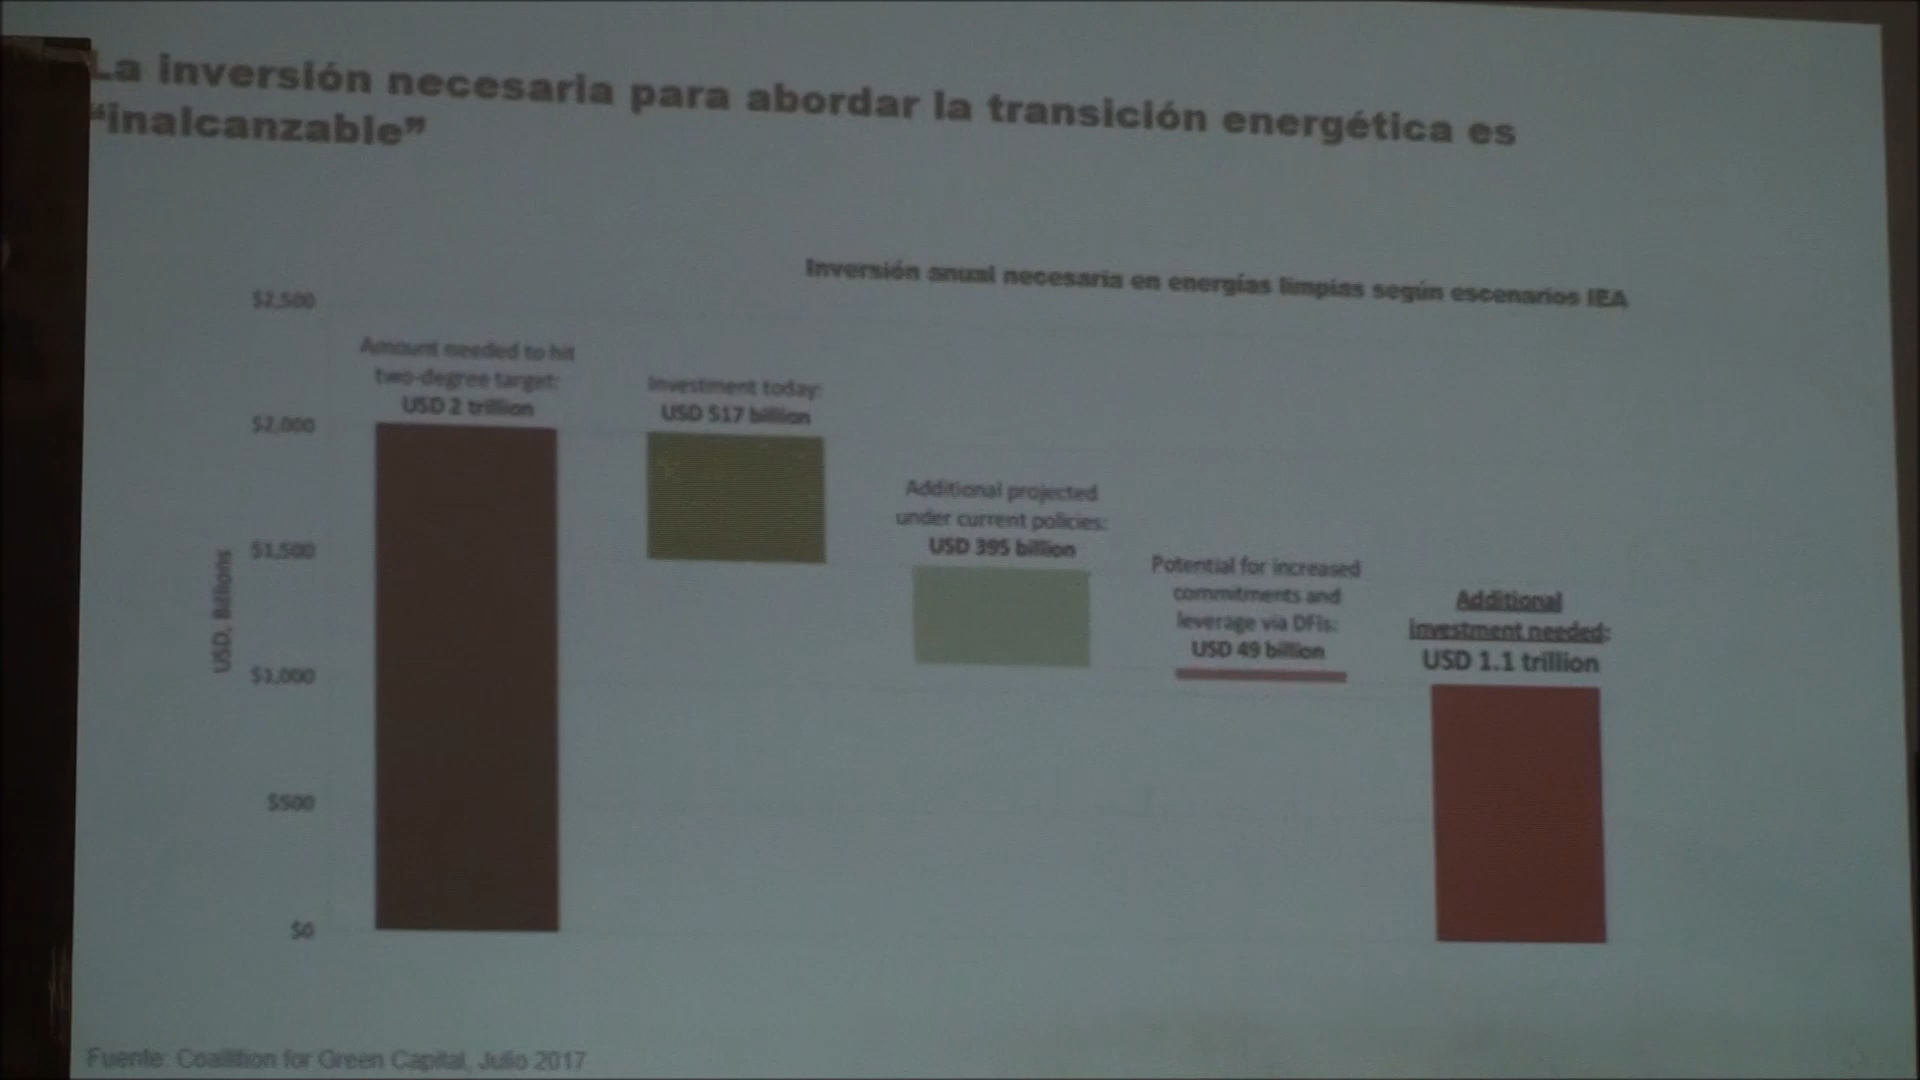 La inversión necesaria para abordar la transición energética es
“inalcanzable”
Inversión anual necesaria en energías limpias según escenarios IEA
$2,500
$2,000
$1,500
$1,000
$500
$0
USD, Billions
Amount needed to hit
two-degree target:
USD 2 trillion
Investment today:
USD 517 billion
Additional projected
under current policies:
USD 395 billion
Potential for increased
commitments and
leverage via DFIs:
USD 49 billion
Additional
investment needed:
USD 1.1 trillion
Fuente: Coalition for Green Capital, Julio 2017